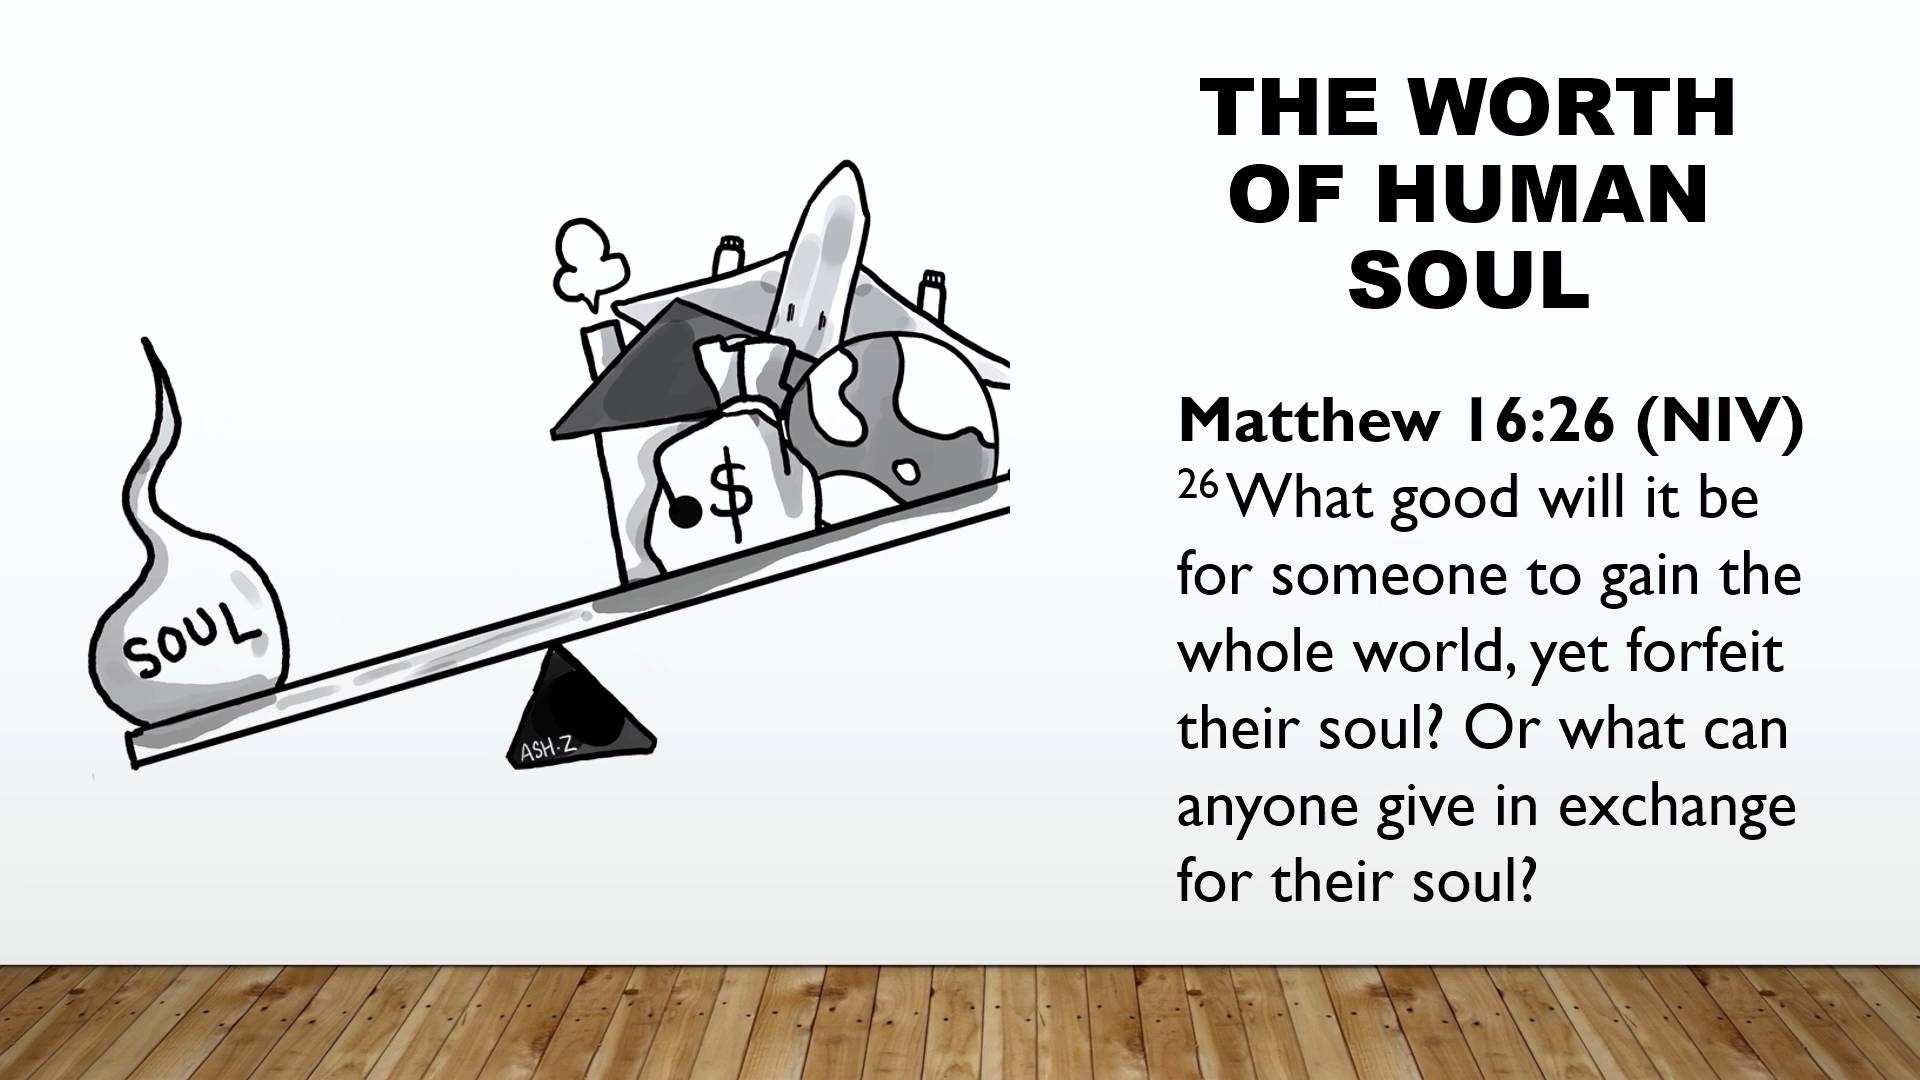 THE WORTH
OF HUMAN
SOUL
Matthew 16:26 (NIV)
26 What good will it be
for someone to gain the
whole world, yet forfeit
their soul? Or what can
anyone give in exchange
for their soul?
SOUL
$
ASH·Z